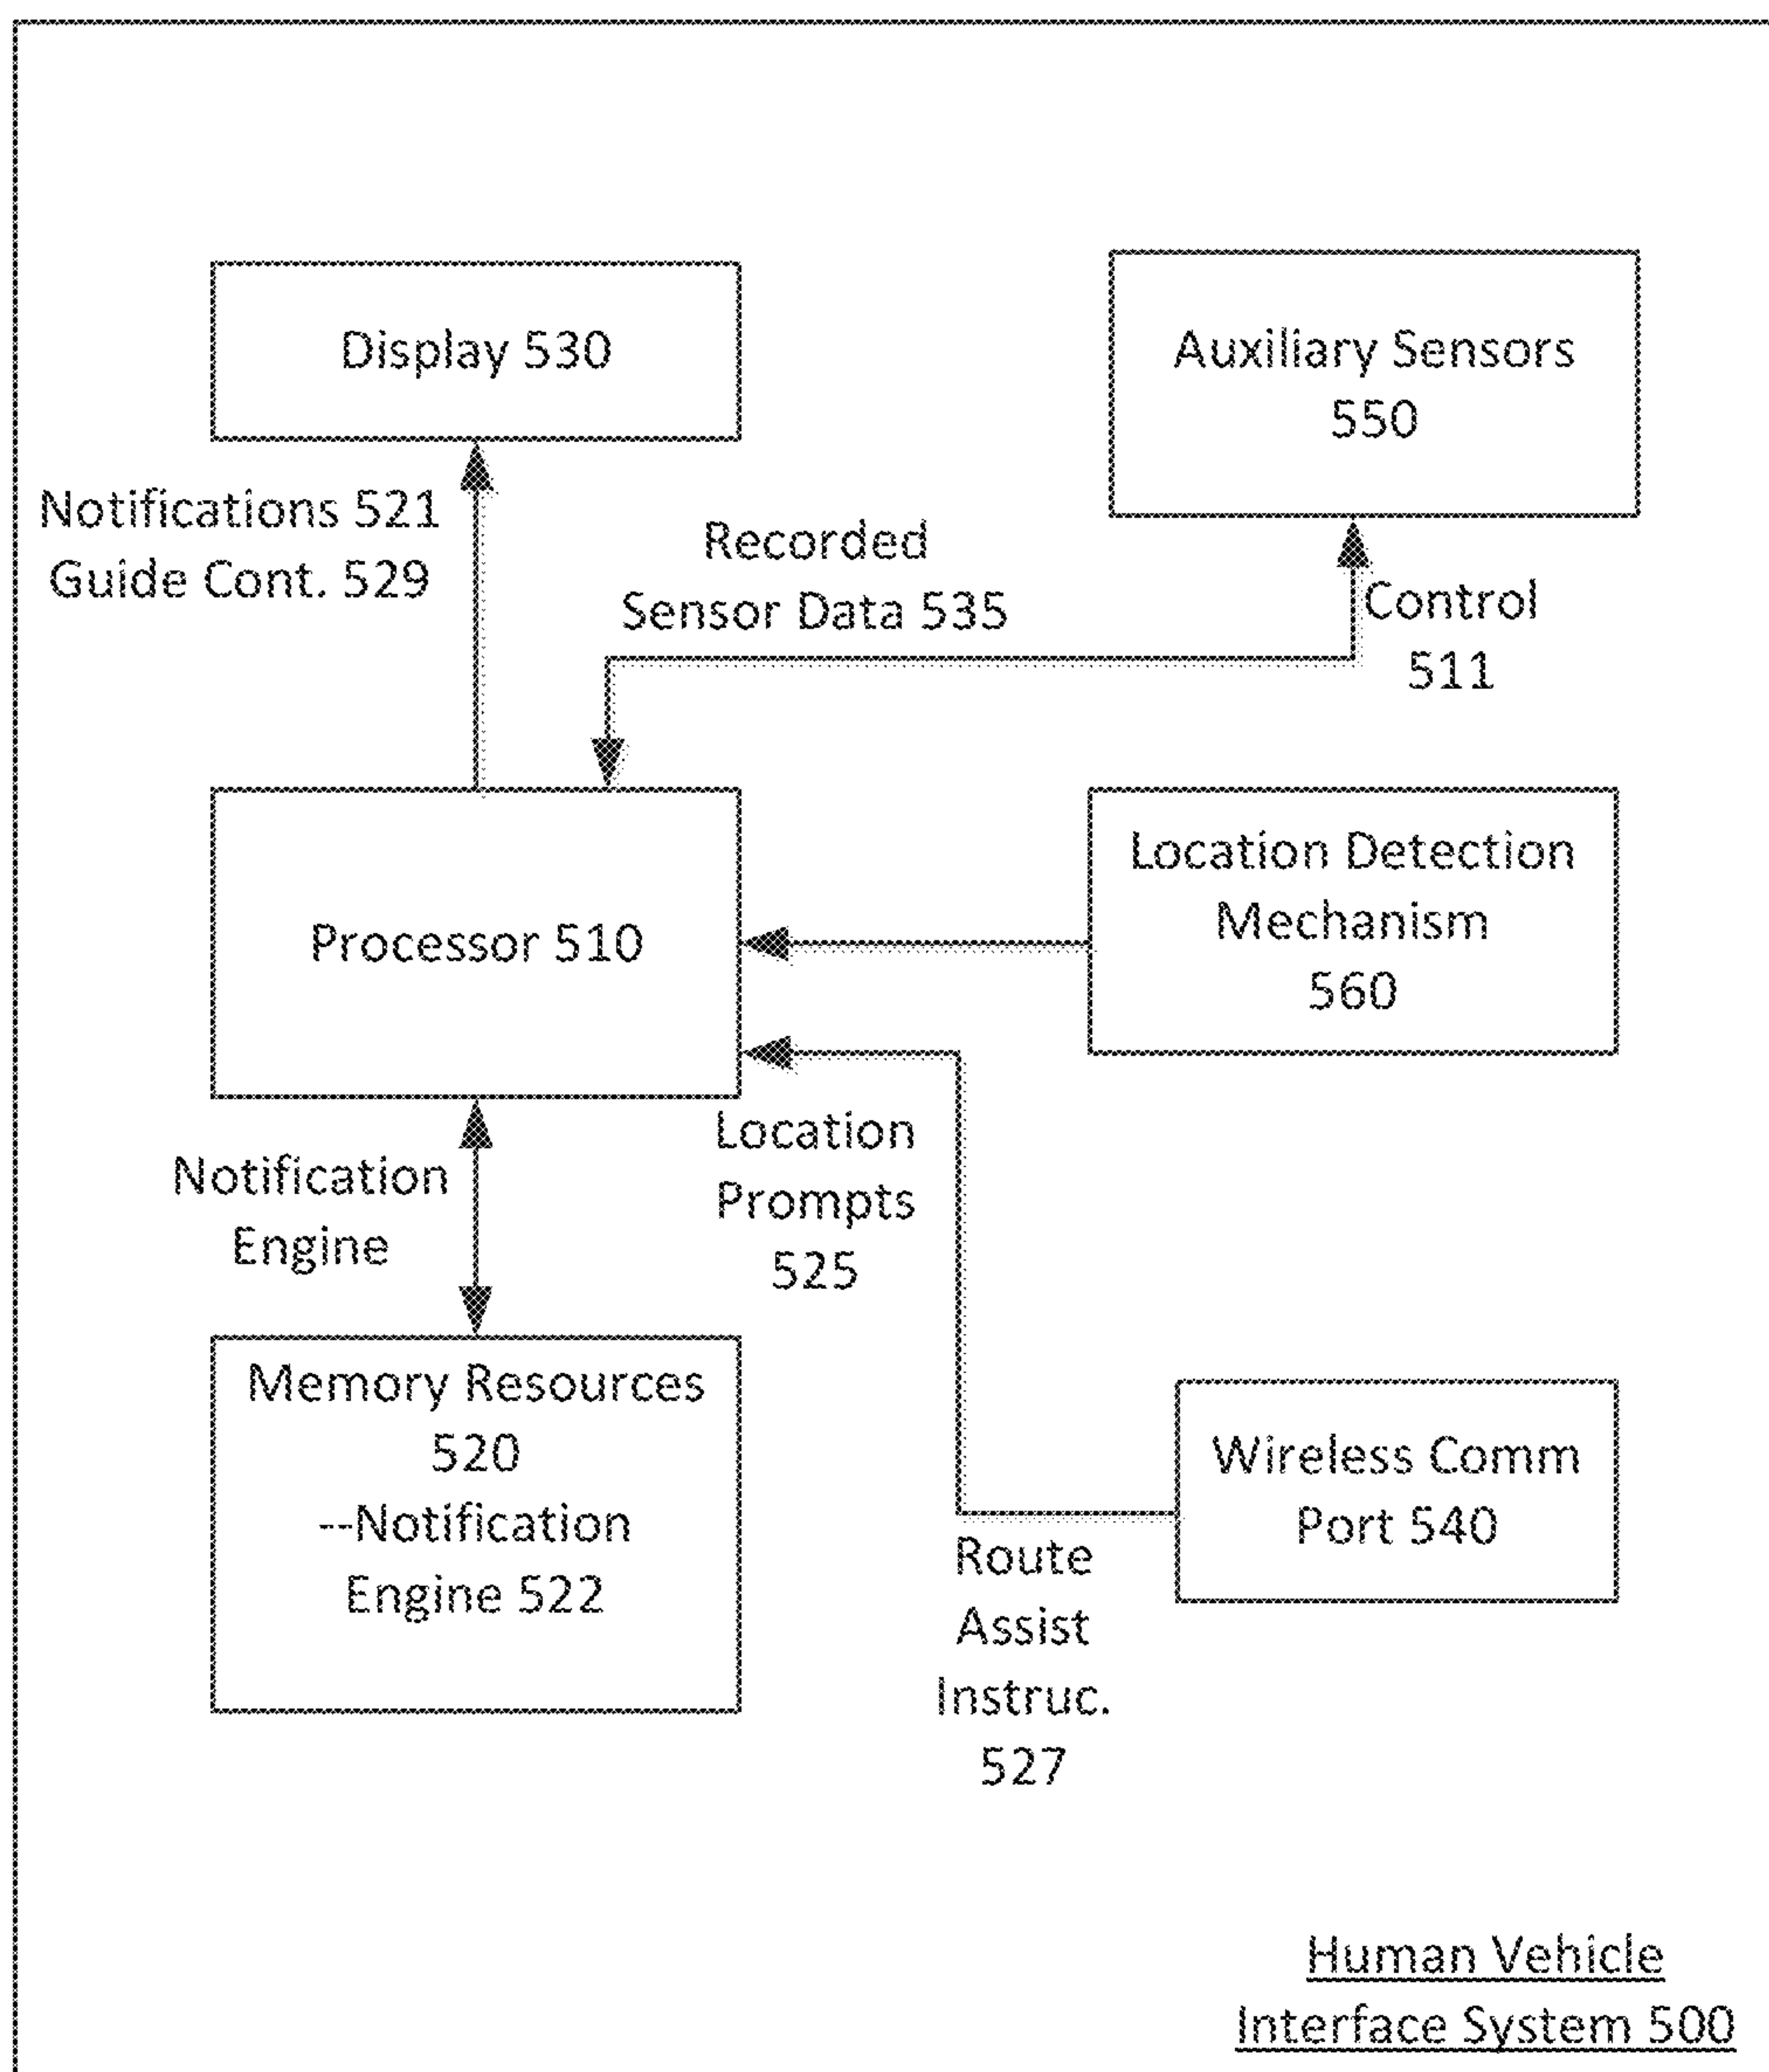 Display 530
Auxiliary Sensors
550
Notifications 521
Guide Cont. 529
Recorded
Sensor Data 535
Control
511
Processor 510
Location Detection
Mechanism
560
Notification
Engine
Location
Prompts
525
Memory Resources
520
--Notification
Engine 522
Wireless Comm
Port 540
Route
Assist
Instruc.
527
Human Vehicle
Interface System 500